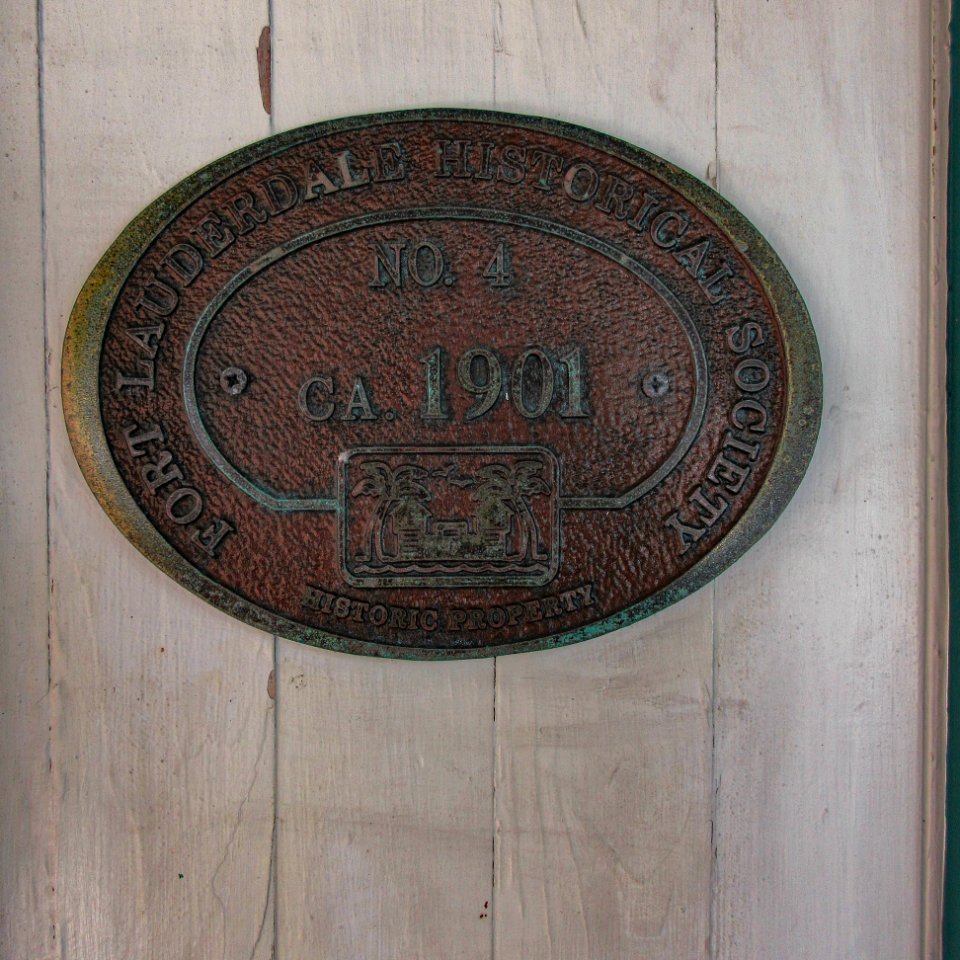 FORT LAUDERDALE HISTORICAL SOCIETY
NO. 4
CA. 1901
HISTORIC PROPERTY